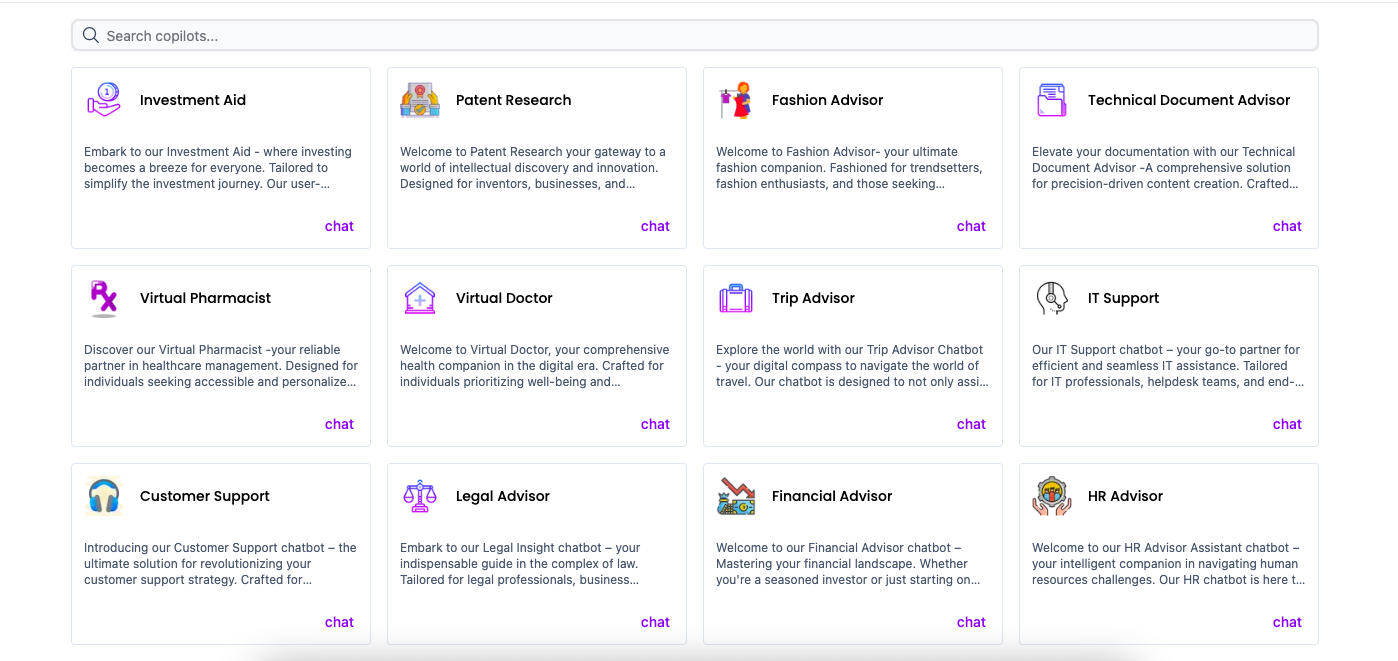 Search copilots...
1
Investment Aid
Embark to our Investment Aid - where investing
becomes a breeze for everyone. Tailored to
simplify the investment journey. Our user-...
chat
Patent Research
Welcome to Patent Research your gateway to a
world of intellectual discovery and innovation.
Designed for inventors, businesses, and...
chat
Fashion Advisor
Welcome to Fashion Advisor- your ultimate
fashion companion. Fashioned for trendsetters,
fashion enthusiasts, and those seeking...
chat
Technical Document Advisor
Elevate your documentation with our Technical
Document Advisor -A comprehensive solution
for precision-driven content creation. Crafted...
chat
Rx
Virtual Pharmacist
Discover our Virtual Pharmacist -your reliable
partner in healthcare management. Designed for
individuals seeking accessible and personalize...
chat
Virtual Doctor
Welcome to Virtual Doctor, your comprehensive
health companion in the digital era. Crafted for
individuals prioritizing well-being and...
chat
Trip Advisor
Explore the world with our Trip Advisor Chatbot
- your digital compass to navigate the world of
travel. Our chatbot is designed to not only assi...
chat
IT Support
Our IT Support chatbot – your go-to partner for
efficient and seamless IT assistance. Tailored
for IT professionals, helpdesk teams, and end-...
chat
Customer Support
Introducing our Customer Support chatbot – the
ultimate solution for revolutionizing your
customer support strategy. Crafted for...
chat
Legal Advisor
Embark to our Legal Insight chatbot – your
indispensable guide in the complex of law.
Tailored for legal professionals, business...
chat
Financial Advisor
Welcome to our Financial Advisor chatbot –
Mastering your financial landscape. Whether
you're a seasoned investor or just starting on...
chat
HR Advisor
Welcome to our HR Advisor Assistant chatbot –
your intelligent companion in navigating human
resources challenges. Our HR chatbot is here t...
chat